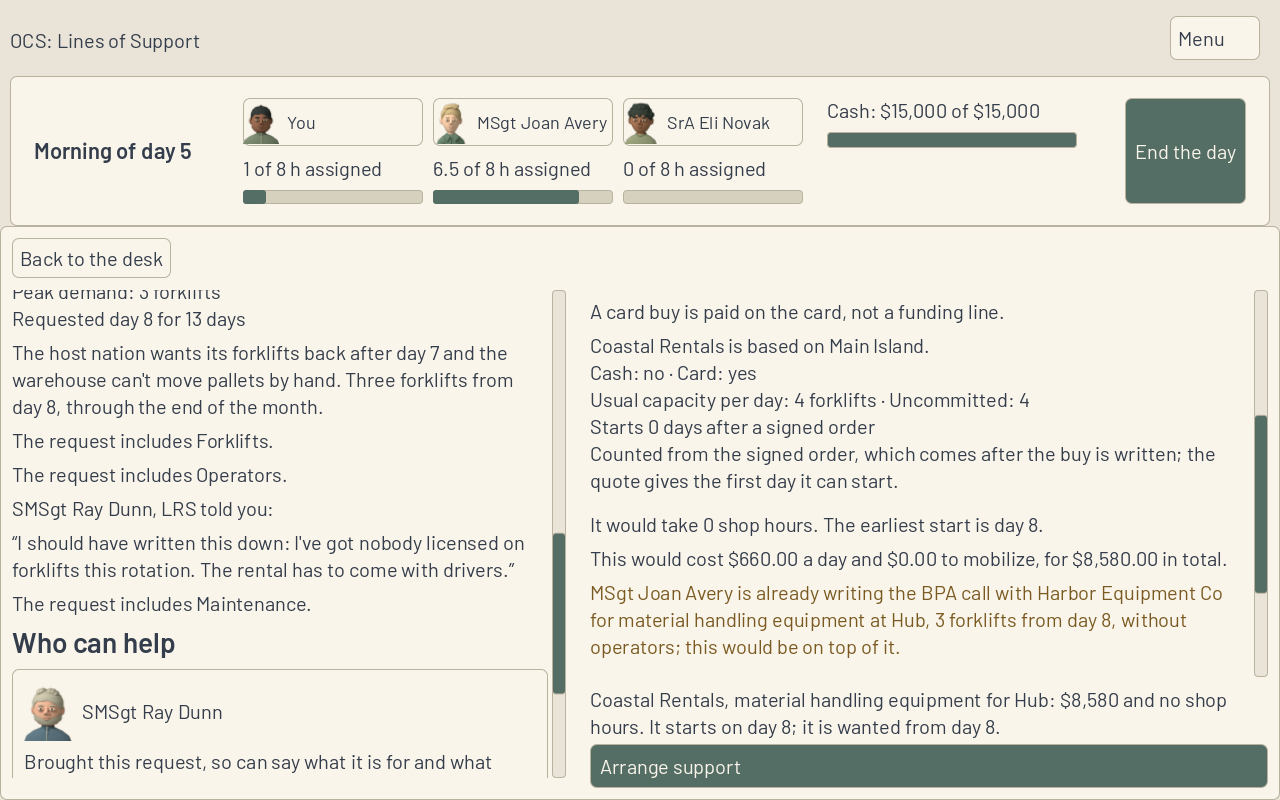 OCS: Lines of Support
Menu
Morning of day 5
You
1 of 8 h assigned
MSgt Joan Avery
6.5 of 8 h assigned
SrA Eli Novak
0 of 8 h assigned
Cash: $15,000 of $15,000
End the day
Back to the desk
Peak demand: 3 forklifts
Requested day 8 for 13 days
The host nation wants its forklifts back after day 7 and the
warehouse can't move pallets by hand. Three forklifts from
day 8, through the end of the month.
The request includes Forklifts.
The request includes Operators.
SMSgt Ray Dunn, LRS told you:
“I should have written this down: I've got nobody licensed on
forklifts this rotation. The rental has to come with drivers.”
The request includes Maintenance.
Who can help
SMSgt Ray Dunn
Brought this request, so can say what it is for and what
A card buy is paid on the card, not a funding line.
Coastal Rentals is based on Main Island.
Cash: no · Card: yes
Usual capacity per day: 4 forklifts · Uncommitted: 4
Starts 0 days after a signed order
Counted from the signed order, which comes after the buy is written; the
quote gives the first day it can start.
It would take 0 shop hours. The earliest start is day 8.
This would cost $660.00 a day and $0.00 to mobilize, for $8,580.00 in total.
MSgt Joan Avery is already writing the BPA call with Harbor Equipment Co
for material handling equipment at Hub, 3 forklifts from day 8, without
operators; this would be on top of it.
Coastal Rentals, material handling equipment for Hub: $8,580 and no shop
hours. It starts on day 8; it is wanted from day 8.
Arrange support